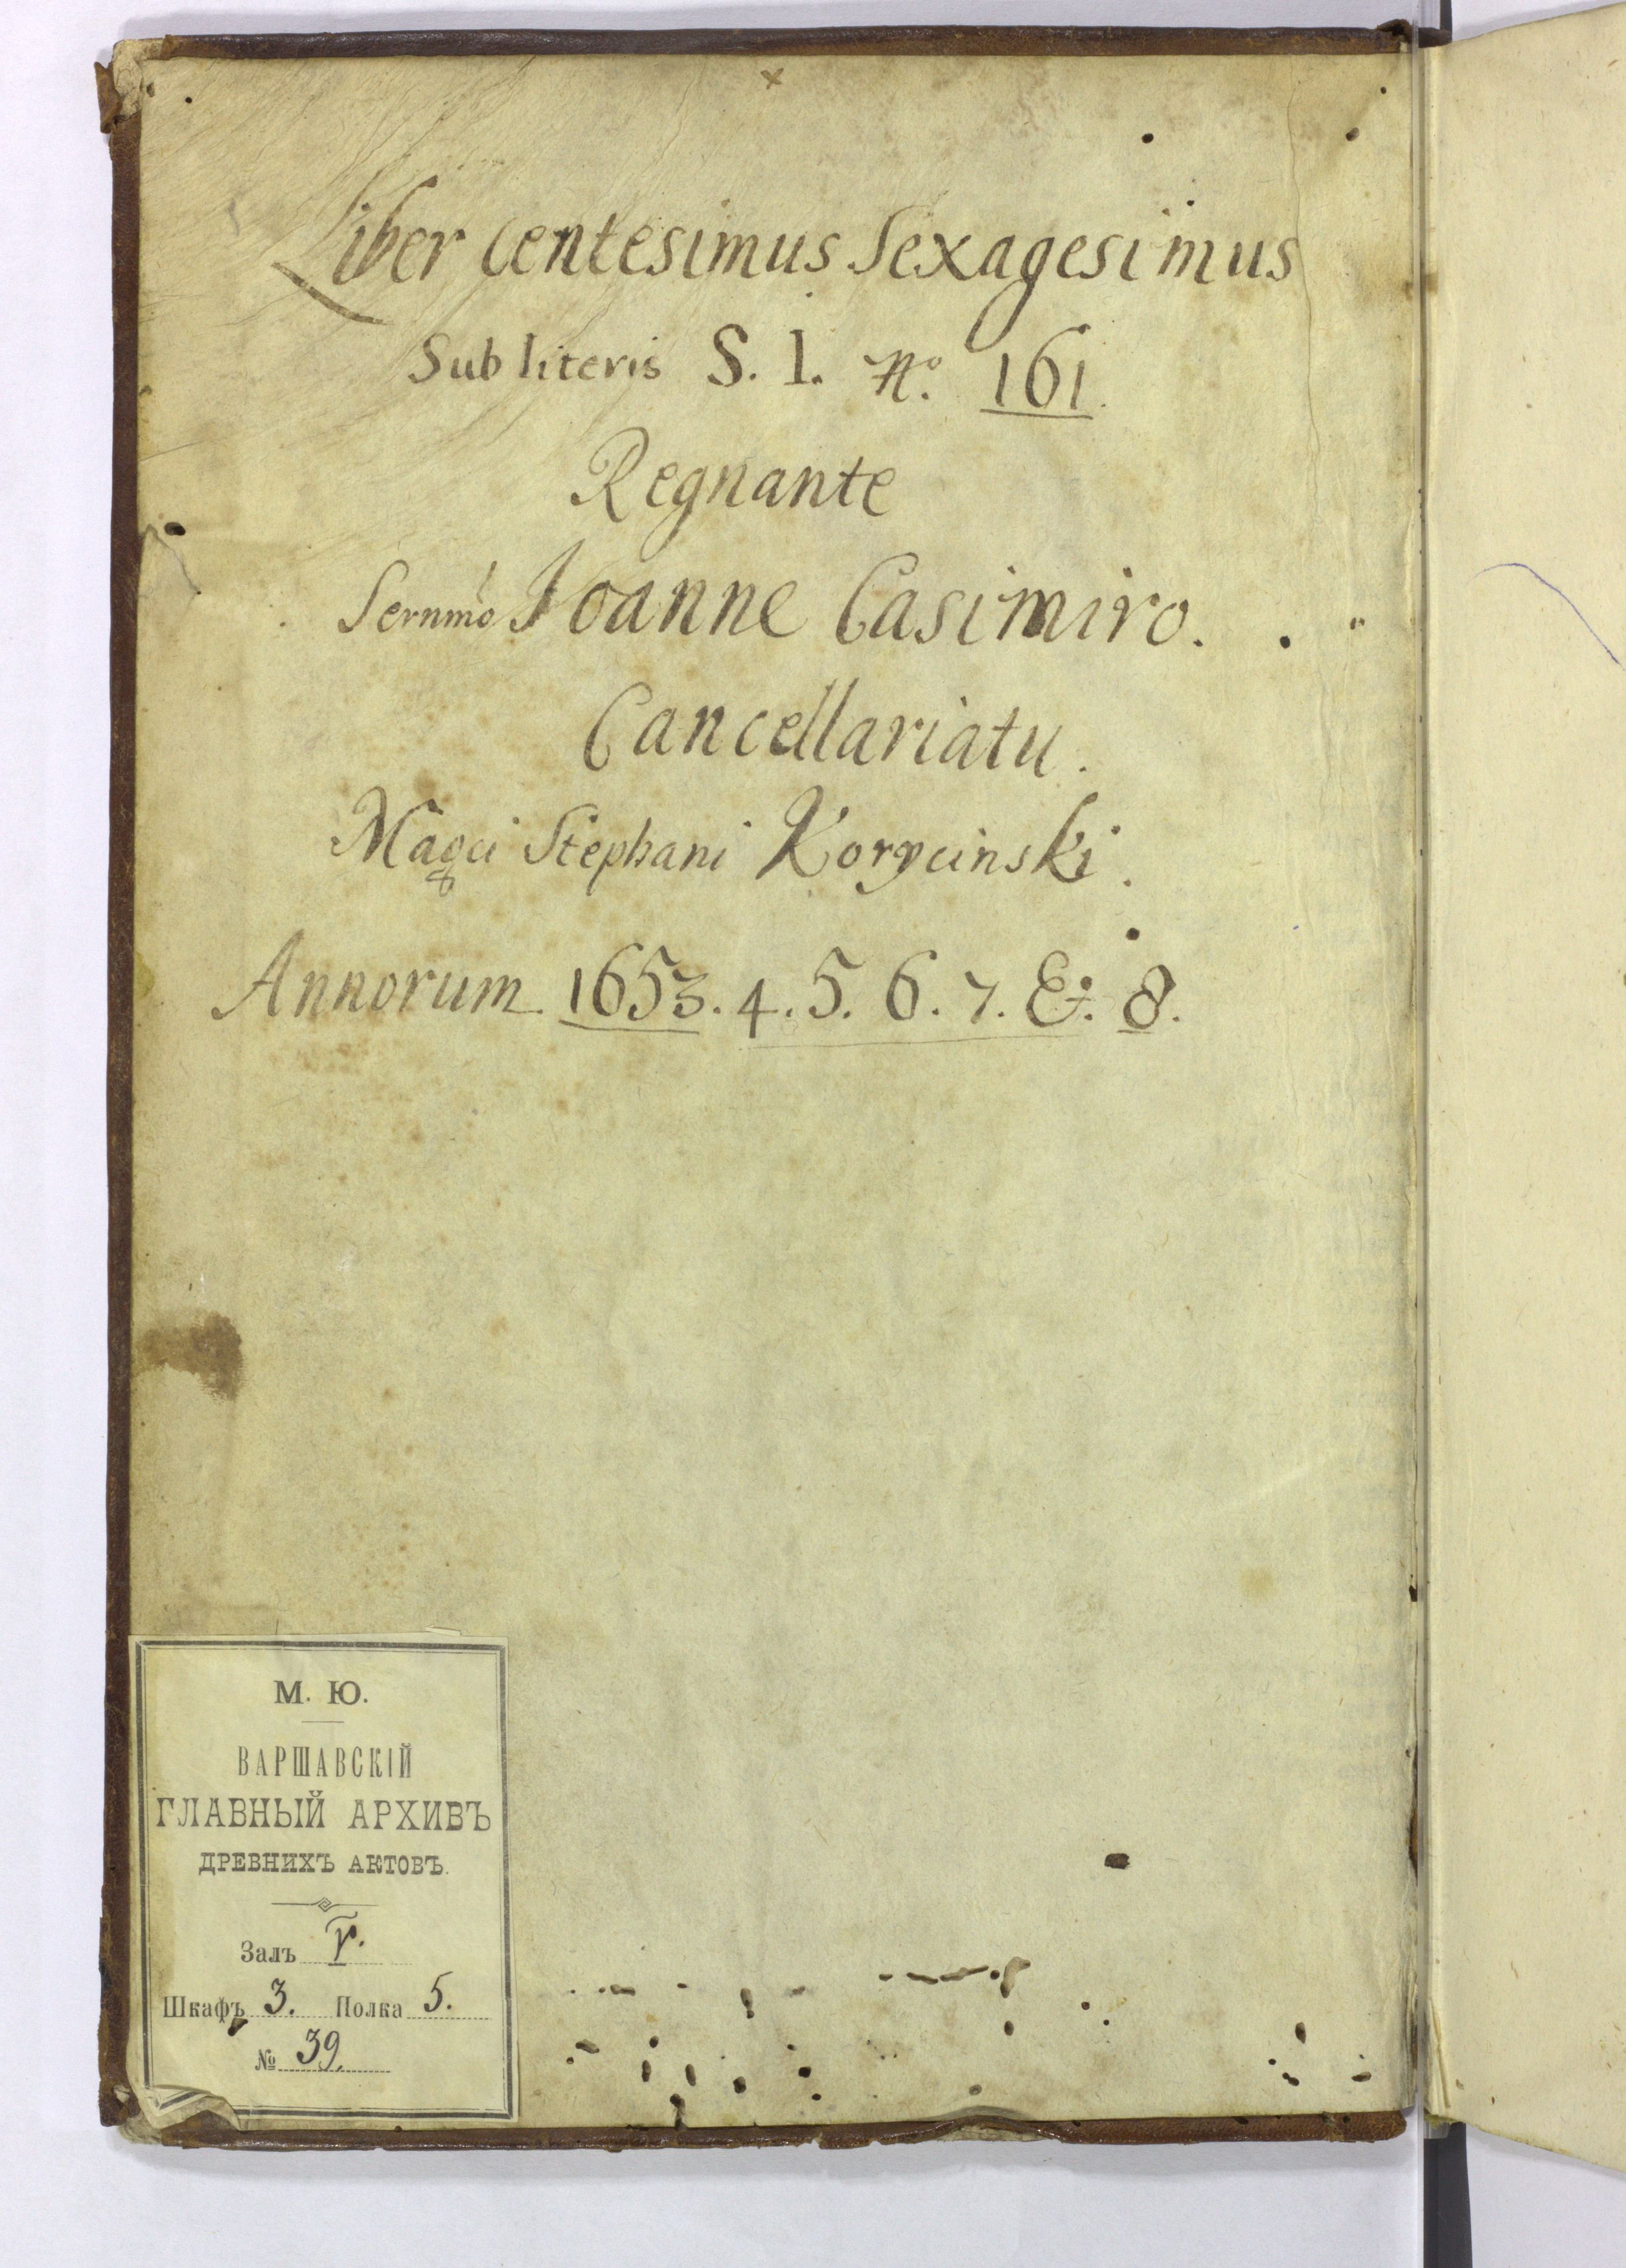 Liber Centesimus Sexagesimus
Sub literis S. I. No. 161.
Regnante
Sernmo Ioanne Casimiro.
Cancellariatu.
Magci Stephani Korycinski.
Annorum 1653. 4. 5. 6. 7. Et. 8.
М. Ю.
ВАРШАВСКІЙ
ГЛАВНЫЙ АРХИВЪ
ДРЕВНИХЪ АКТОВЪ.
Залъ V.
Шкафъ 3. Полка 5.
№ 39.